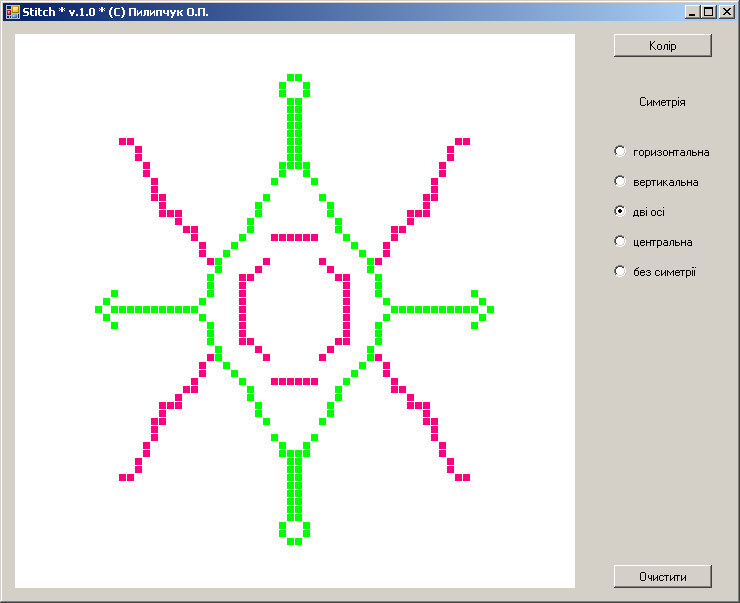 Stitch * v.1.0 * (C) Пилипчук О.П.
Колір
Симетрія
горизонтальна
вертикальна
дві осі
центральна
без симетрії
Очистити